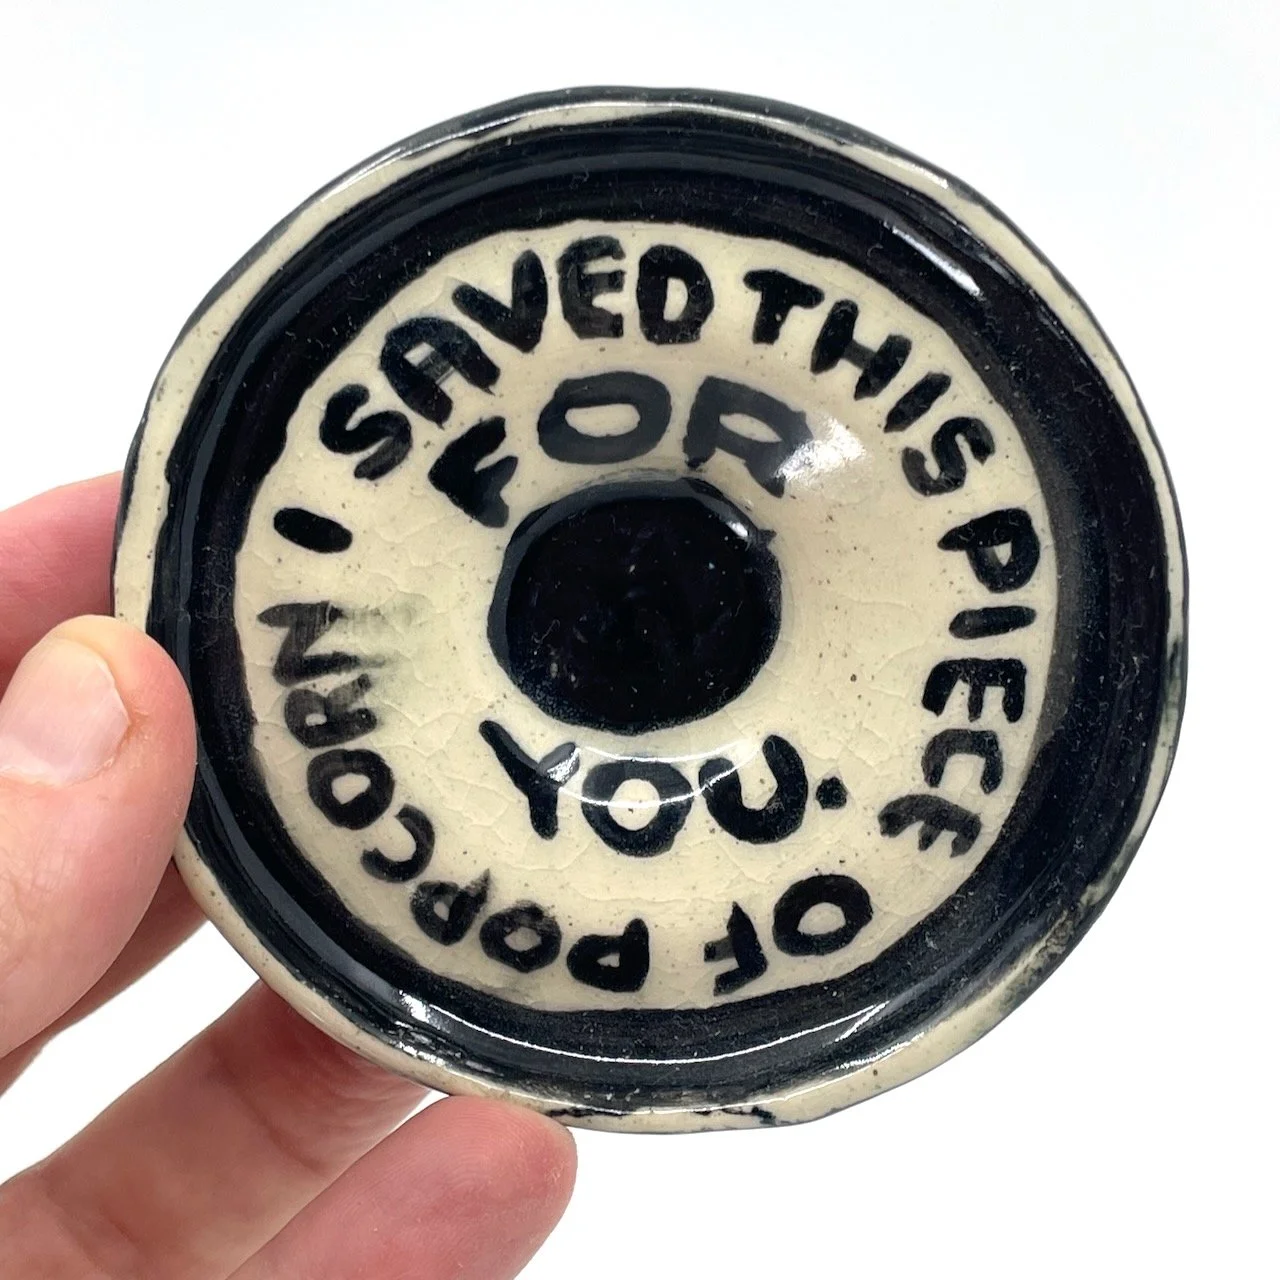 I SAVED THIS PIECE OF POPCORN
FOR
YOU.